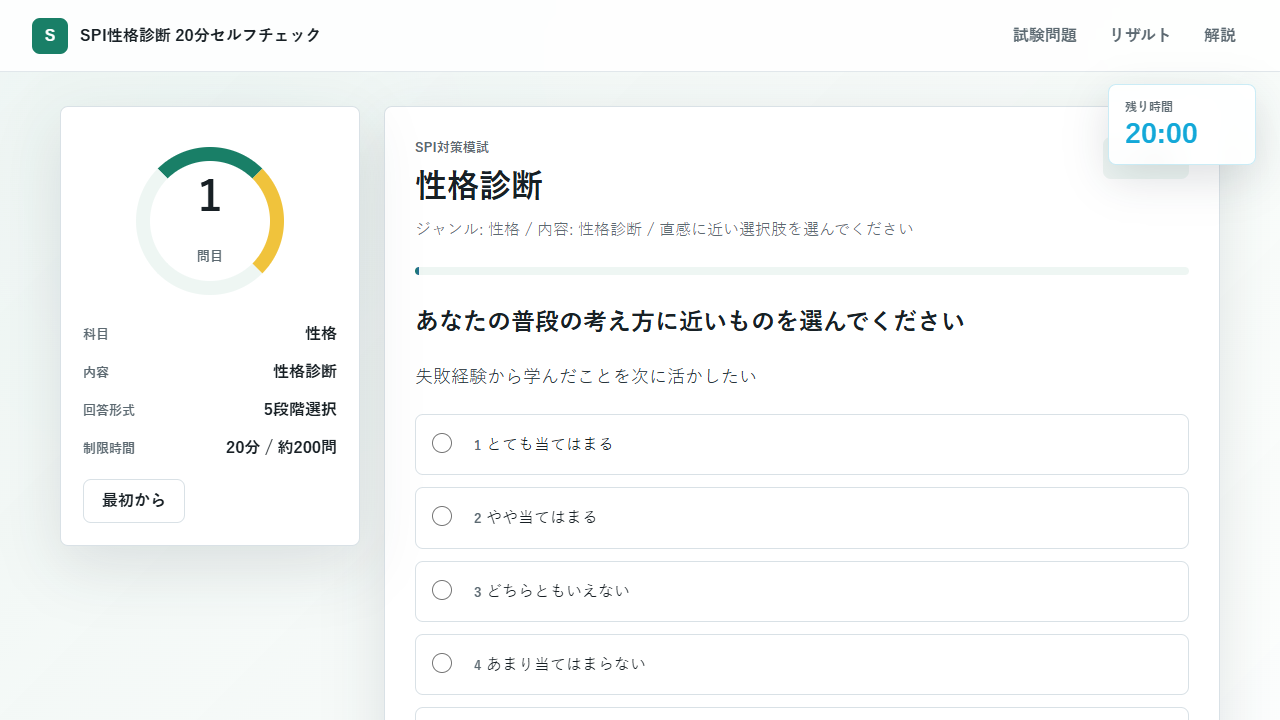 S
SPI性格診断 20分セルフチェック
試験問題
リザルト
解説
残り時間
20:00
1
問目
科目
性格
内容
性格診断
回答形式
5段階選択
制限時間
20分 / 約200問
最初から
SPI対策模試
性格診断
ジャンル: 性格 / 内容: 性格診断 / 直感に近い選択肢を選んでください
あなたの普段の考え方に近いものを選んでください
失敗経験から学んだことを次に活かしたい
1 とても当てはまる
2 やや当てはまる
3 どちらともいえない
4 あまり当てはまらない